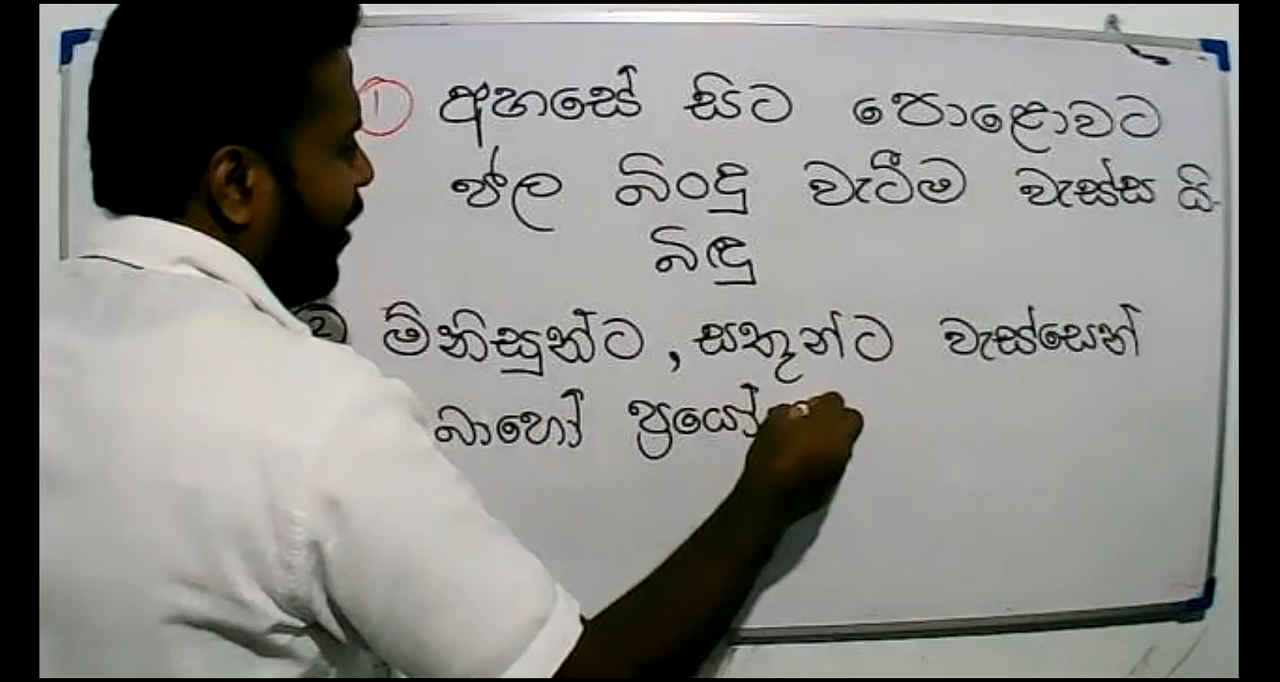 1 අහසේ සිට පොළොවට
ජල බිංදු වැටීම වැස්ස යි.
බිඳු
2 මිනිසුන්ට, සතුන්ට වැස්සෙන්
බොහෝ ප්‍රයෝ